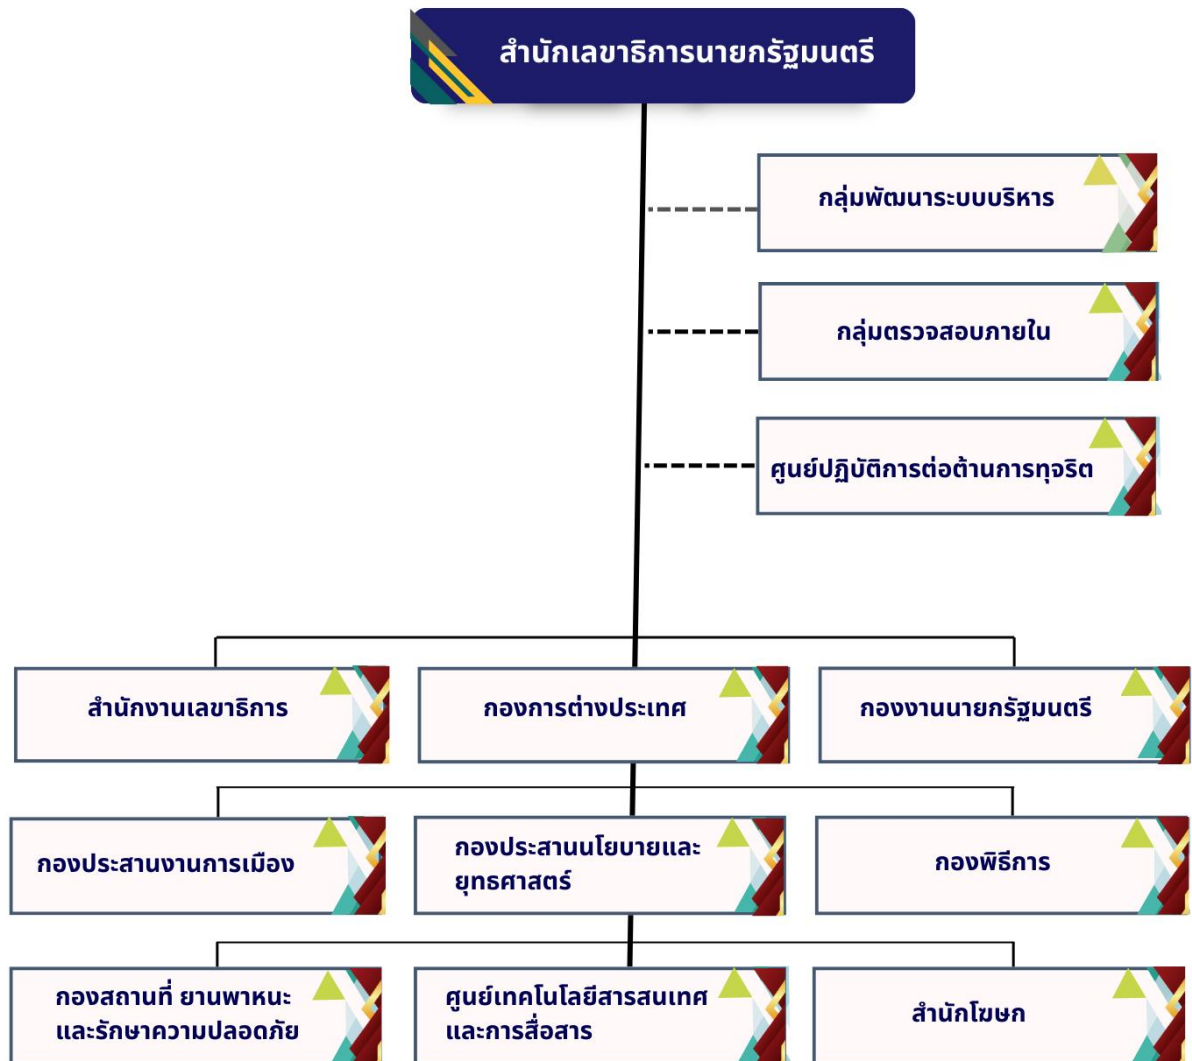 สำนักเลขาธิการนายกรัฐมนตรี
กลุ่มพัฒนาระบบบริหาร
กลุ่มตรวจสอบภายใน
ศูนย์ปฏิบัติการต่อต้านการทุจริต
สำนักงานเลขาธิการ
กองการต่างประเทศ
กองงานนายกรัฐมนตรี
กองประสานงานการเมือง
กองประสานนโยบายและ
ยุทธศาสตร์
กองพิธีการ
กองสถานที่ ยานพาหนะ
และรักษาความปลอดภัย
ศูนย์เทคโนโลยีสารสนเทศ
และการสื่อสาร
สำนักโฆษก